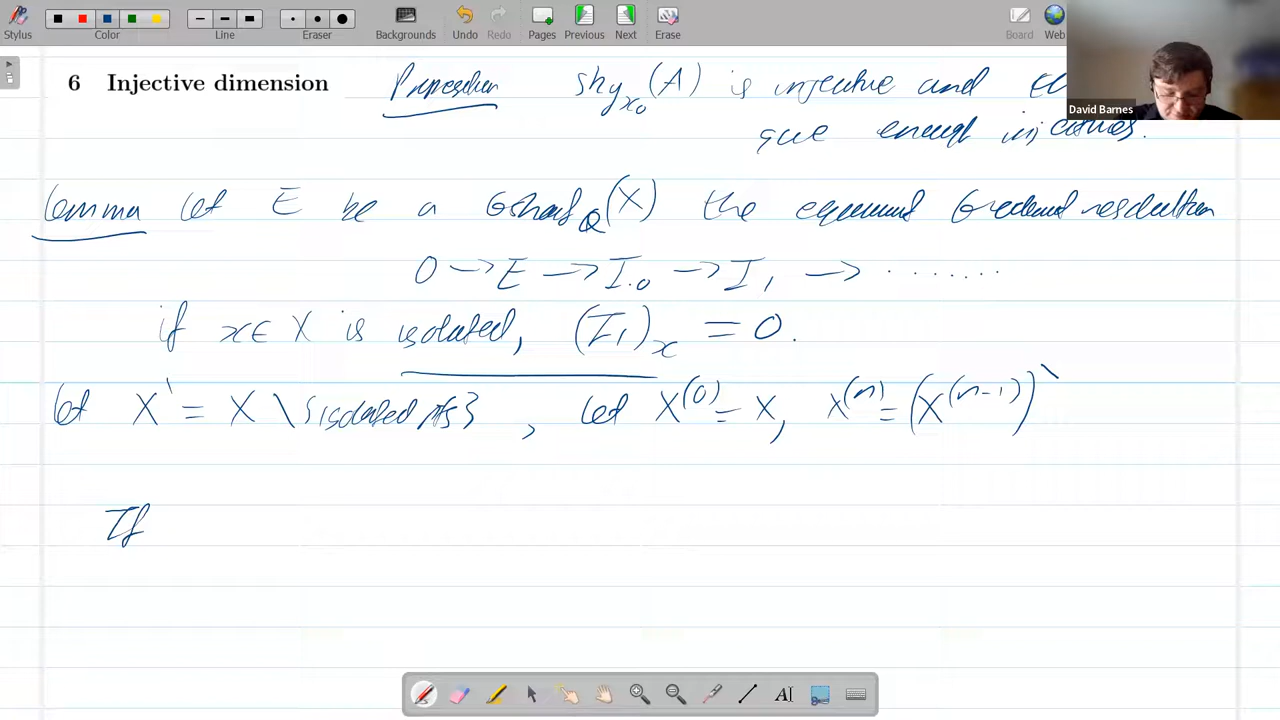 Stylus Color Line Eraser Backgrounds Undo Redo Pages Previous Next Erase Board Web
David Barnes
6 Injective dimension
Proposition sky_{x_0}(A) is injective and
give enough injectives.
Lemma Let E be a G sheaf_Q(X) the equivariant Godement resolution
0 → E → I_0 → I_1 → .......
if x ∈ X is isolated, (I_1)_x = 0.
Let X' = X \ {isolated pts}, Let X^(0) = X, X^(n) = (X^(n-1))'
If